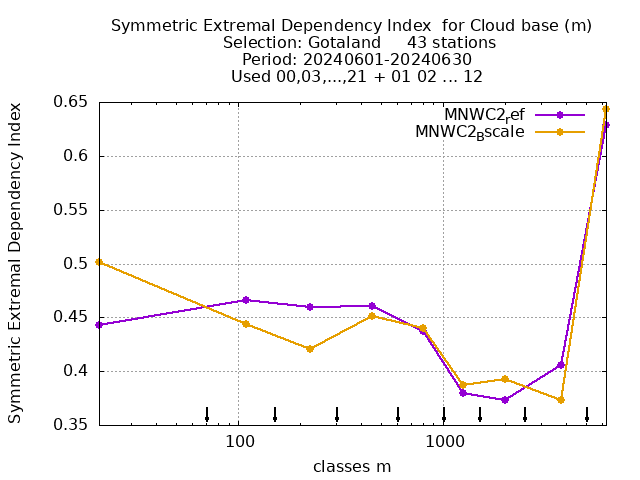 Symmetric Extremal Dependency Index  for Cloud base (m)
Selection: Gotaland     43 stations
Period: 20240601-20240630
Used 00,03,...,21 + 01 02 ... 12
MNWC2_ref
MNWC2_Bscale
Symmetric Extremal Dependency Index
0.65
0.6
0.55
0.5
0.45
0.4
0.35
100
1000
classes m